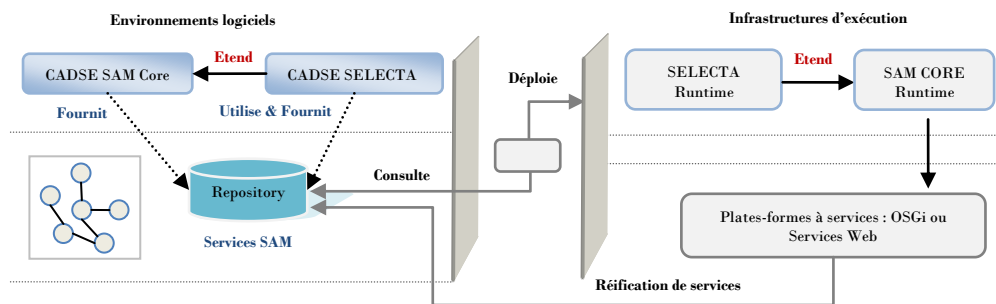 Environnements logiciels
Infrastructures d'exécution
CADSE SAM Core
Etend
CADSE SELECTA
Fournit
Utilise & Fournit
Déploie
SELECTA
Runtime
Etend
SAM CORE
Runtime
Repository
Consulte
Services SAM
Plates-formes à services : OSGi ou
Services Web
Réification de services